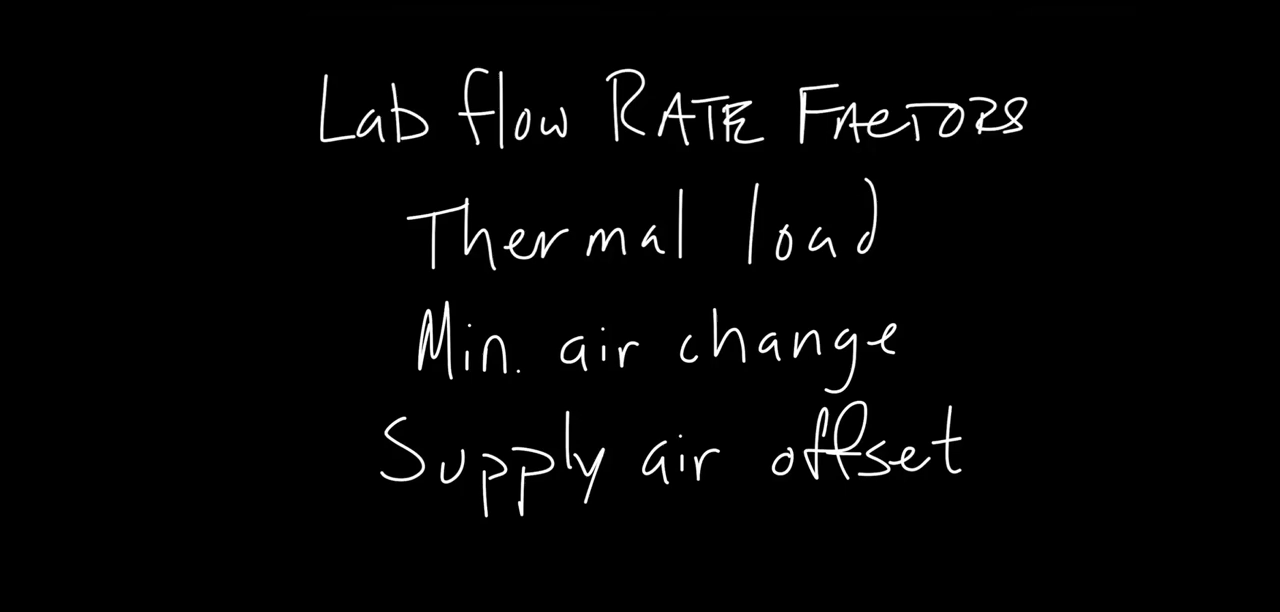 Lab flow RATE FACTORS
Thermal load
Min. air change
Supply air offset